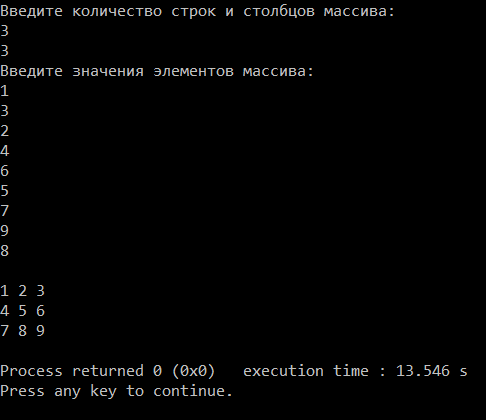 Введите количество строк и столбцов массива:
3
3
Введите значения элементов массива:
1
3
2
4
6
5
7
9
8
1 2 3
4 5 6
7 8 9
Process returned 0 (0x0)   execution time : 13.546 s
Press any key to continue.